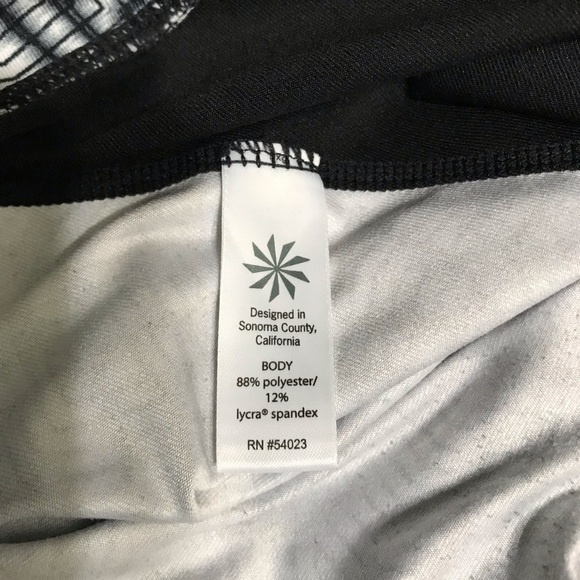 Designed in
Sonoma County,
California
BODY
88% polyester/
12%
lycra® spandex
RN #54023